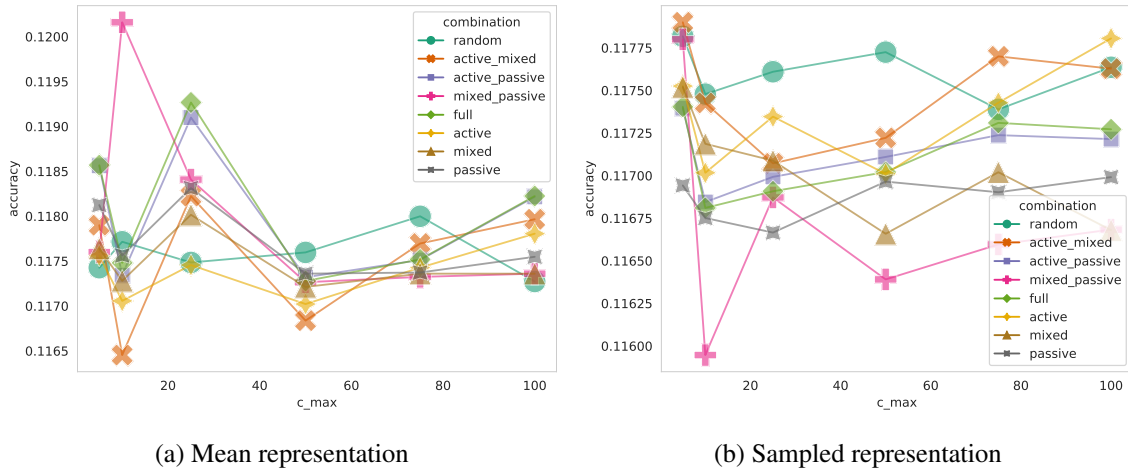 0.1200
0.1195
0.1190
0.1185
0.1180
0.1175
0.1170
0.1165
accuracy
20
40
60
80
100
c_max
combination
random
active_mixed
active_passive
mixed_passive
full
active
mixed
passive
(a) Mean representation
0.11775
0.11750
0.11725
0.11700
0.11675
0.11650
0.11625
0.11600
accuracy
20
40
60
80
100
c_max
combination
random
active_mixed
active_passive
mixed_passive
full
active
mixed
passive
(b) Sampled representation